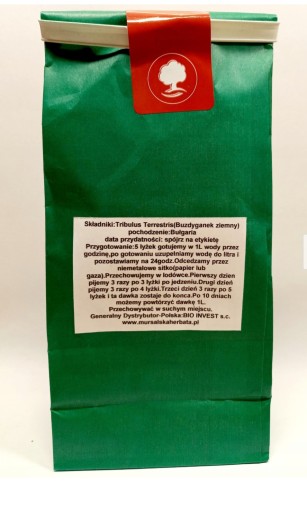 Składniki:Tribulus Terrestris(Buzdyganek ziemny)
pochodzenie:Bułgaria
data przydatności: spójrz na etykietę
Przygotowanie:5 łyżek gotujemy w 1L wody przez
godzinę,po gotowaniu uzupełniamy wodę do litra i
pozostawiamy na 24godz.Odcedzamy przez
niemetalowe sitko(papier lub
gaza).Przechowujemy w lodówce.Pierwszy dzień
pijemy 3 razy po 3 łyżki po jedzeniu.Drugi dzień
pijemy 3 razy po 4 łyżki.Trzeci dzień 3 razy po 5
łyżek i ta dawka zostaje do konca.Po 10 dniach
możemy powtórzyć dawkę 1L.
Przechowywać w suchym miejscu.
Generalny Dystrybutor-Polska:BIO INVEST s.c.
www.mursalskaherbata.pl